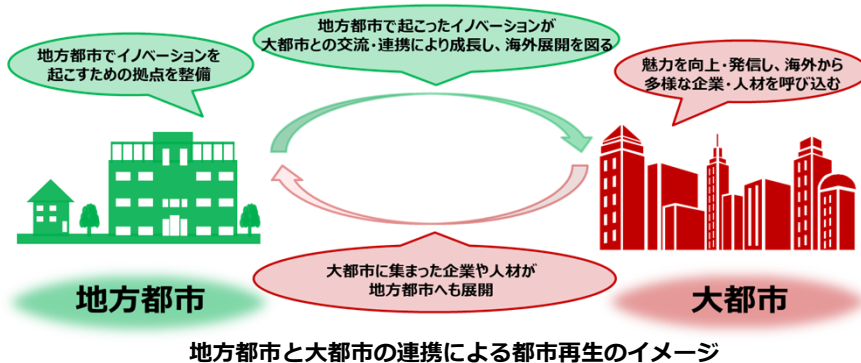 地方都市で起こったイノベーションが
大都市との交流・連携により成長し、海外展開を図る
地方都市でイノベーションを
起こすための拠点を整備
魅力を向上・発信し、海外から
多様な企業・人材を呼び込む
大都市に集まった企業や人材が
地方都市へも展開
地方都市
大都市
地方都市と大都市の連携による都市再生のイメージ